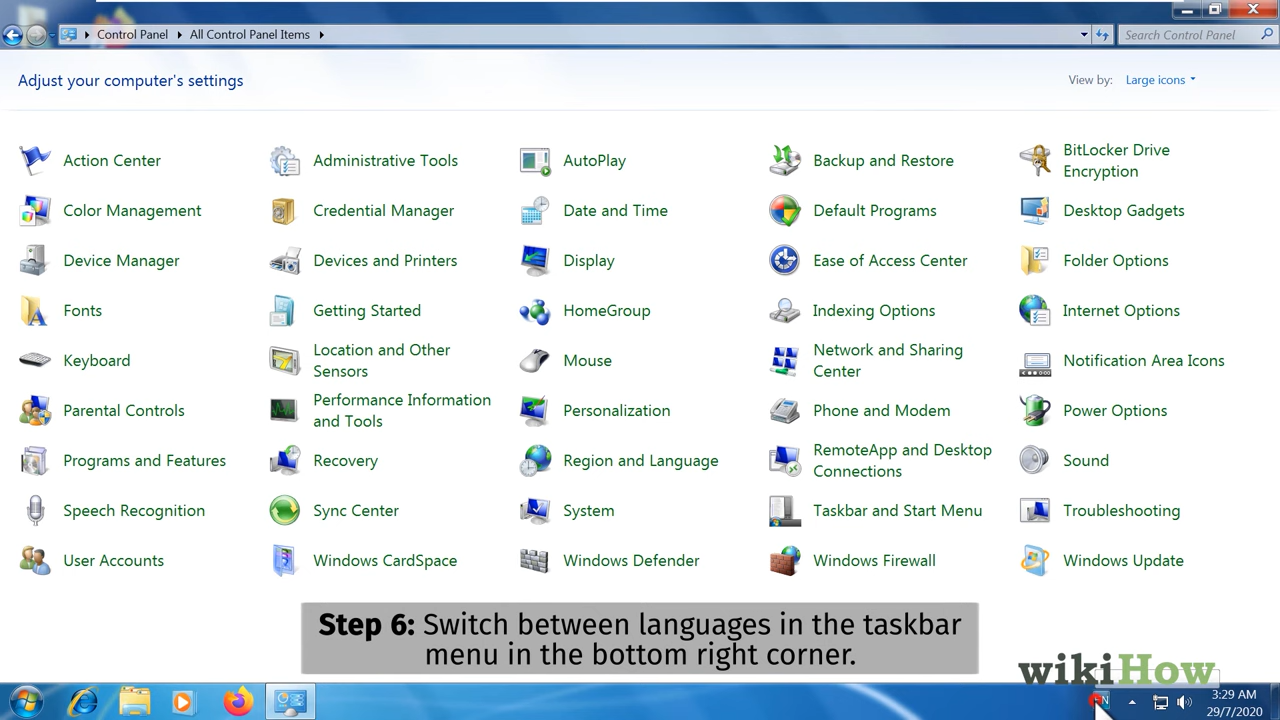 Control Panel
All Control Panel Items
Search Control Panel
Adjust your computer's settings
View by:
Large icons
Action Center
Administrative Tools
AutoPlay
Backup and Restore
BitLocker Drive
Encryption
Color Management
Credential Manager
Date and Time
Default Programs
Desktop Gadgets
Device Manager
Devices and Printers
Display
Ease of Access Center
Folder Options
Fonts
Getting Started
HomeGroup
Indexing Options
Internet Options
Keyboard
Location and Other
Sensors
Mouse
Network and Sharing
Center
Notification Area Icons
Parental Controls
Performance Information
and Tools
Personalization
Phone and Modem
Power Options
Programs and Features
Recovery
Region and Language
RemoteApp and Desktop
Connections
Sound
Speech Recognition
Sync Center
System
Taskbar and Start Menu
Troubleshooting
User Accounts
Windows CardSpace
Windows Defender
Windows Firewall
Windows Update
Step 6: Switch between languages in the taskbar
menu in the bottom right corner.
wikiHow
EN
3:29 AM
29/7/2020